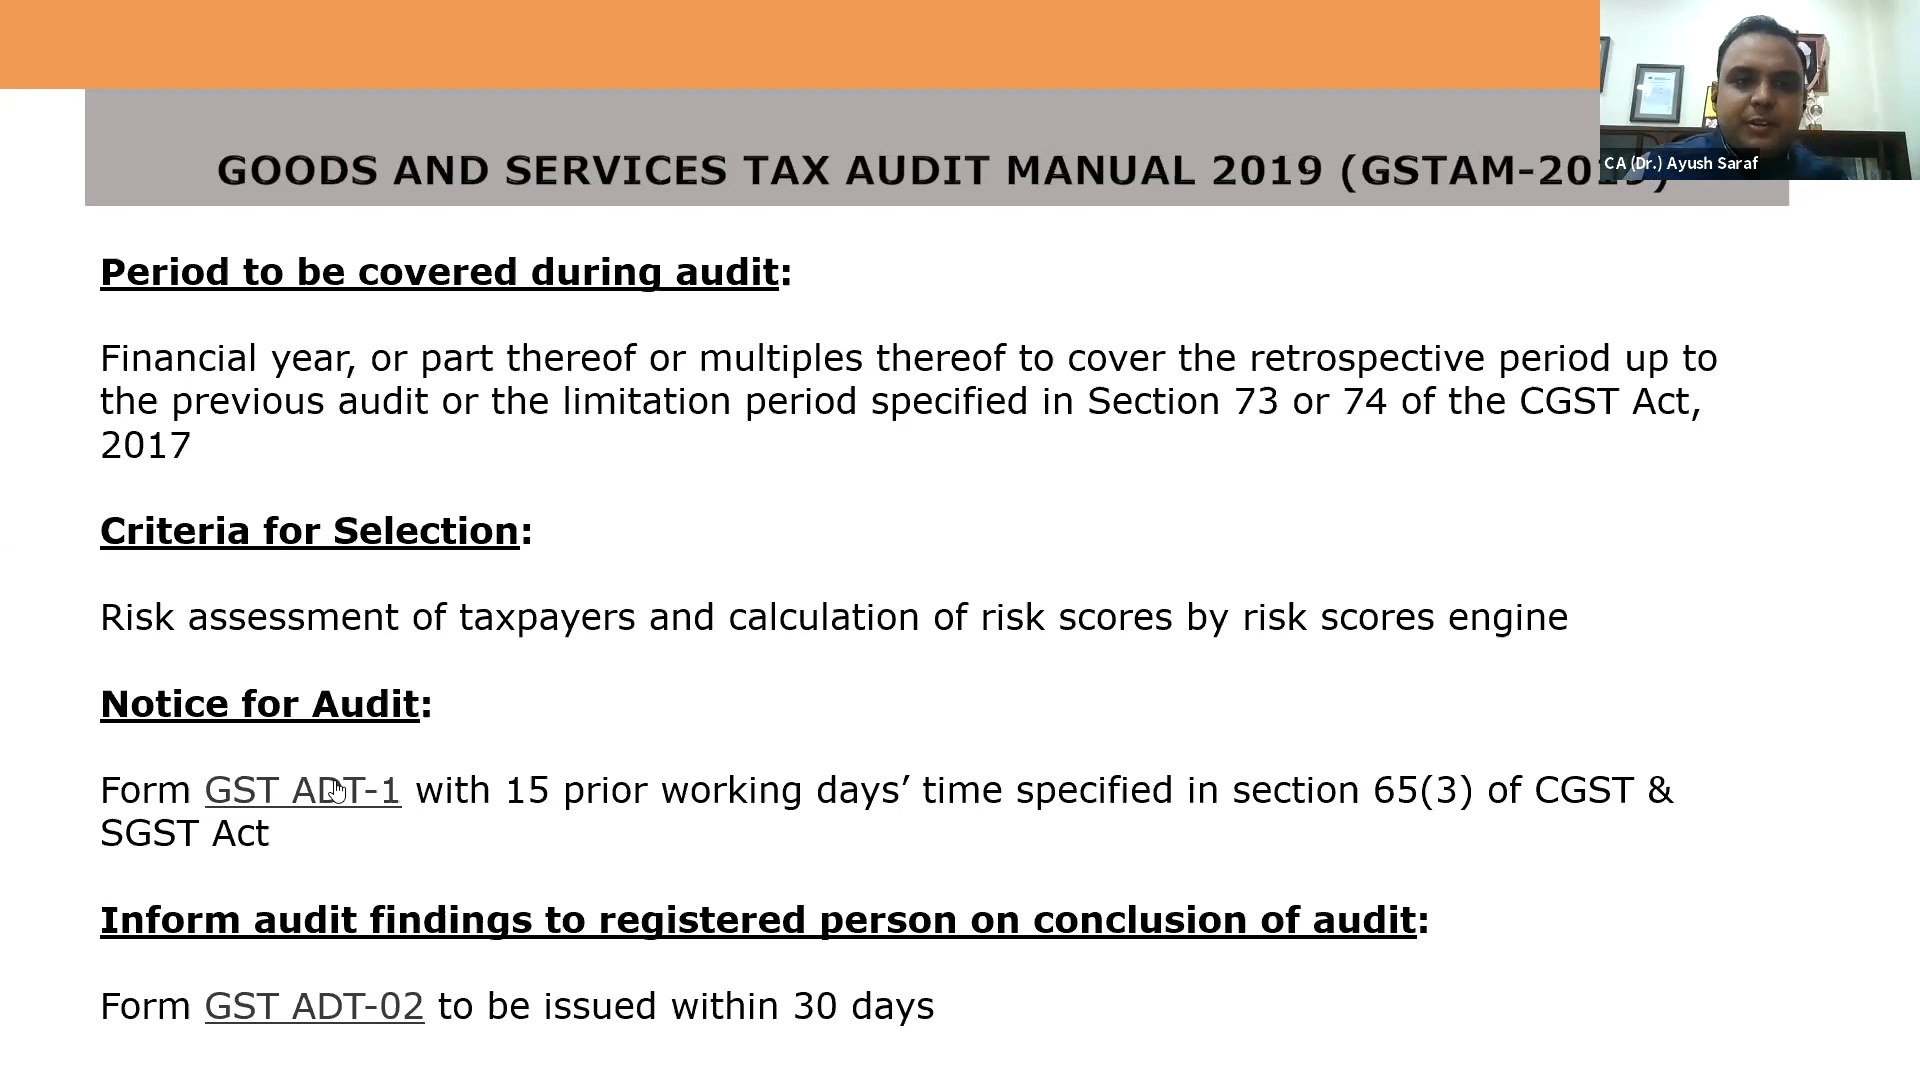 GOODS AND SERVICES TAX AUDIT MANUAL 2019 (GSTAM-2019)
CA (Dr.) Ayush Saraf
Period to be covered during audit:
Financial year, or part thereof or multiples thereof to cover the retrospective period up to
the previous audit or the limitation period specified in Section 73 or 74 of the CGST Act,
2017
Criteria for Selection:
Risk assessment of taxpayers and calculation of risk scores by risk scores engine
Notice for Audit:
Form GST ADT-1 with 15 prior working days’ time specified in section 65(3) of CGST &
SGST Act
Inform audit findings to registered person on conclusion of audit:
Form GST ADT-02 to be issued within 30 days